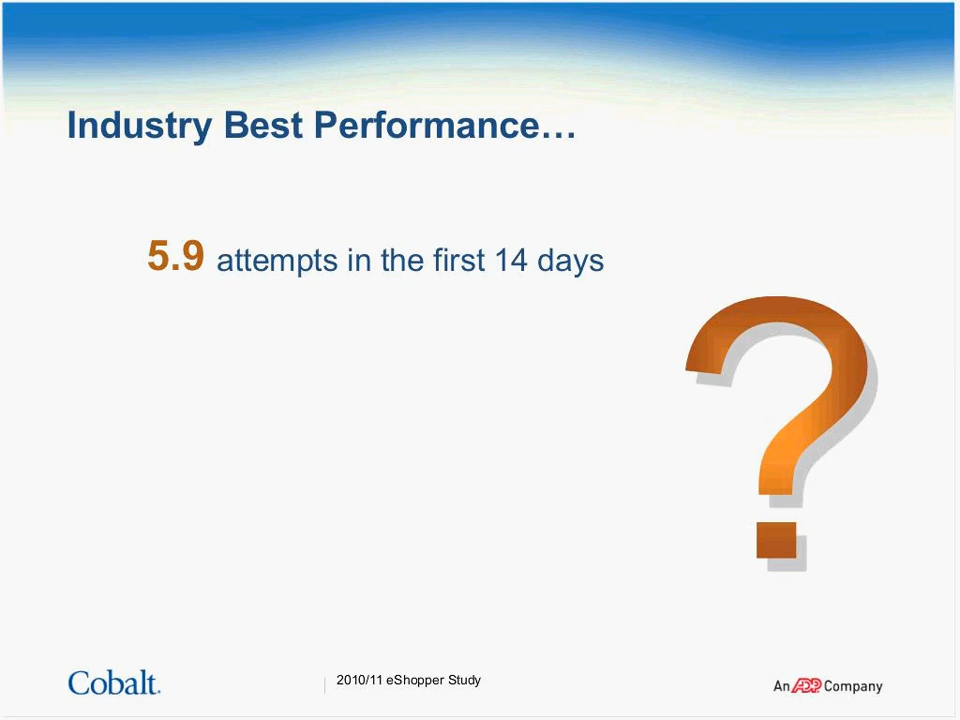 Industry Best Performance…
5.9 attempts in the first 14 days
?
Cobalt.
2010/11 eShopper Study
An ADP Company